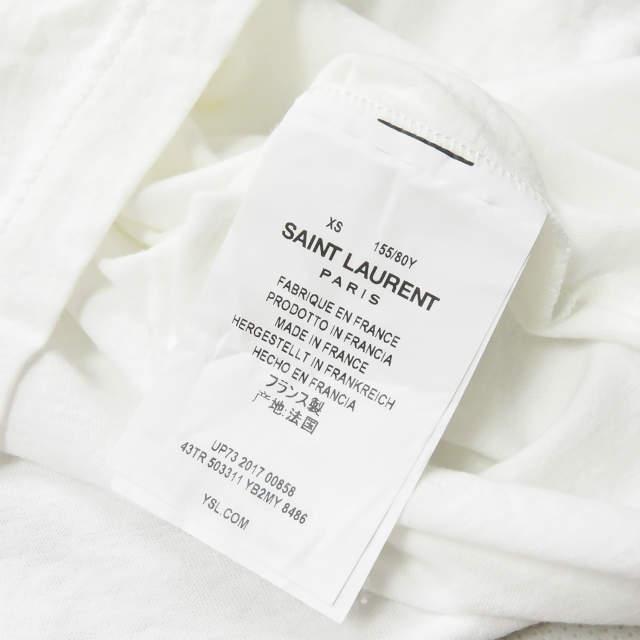 XS 155/80Y
SAINT LAURENT
PARIS
FABRIQUE EN FRANCE
PRODOTTO IN FRANCIA
MADE IN FRANCE
HERGESTELLT IN FRANKREICH
HECHO EN FRANCIA
フランス製
产地:法国
UP73 2017 00858
43TR 503311 YB2MY 8486
YSL.COM